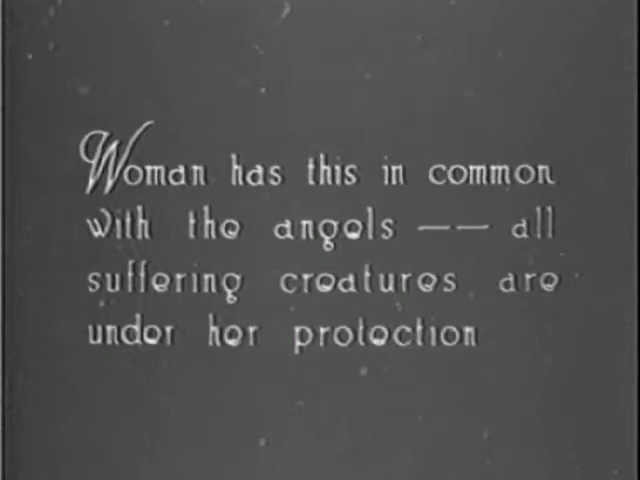 Woman has this in common
with the angels —— all
suffering creatures are
under her protection